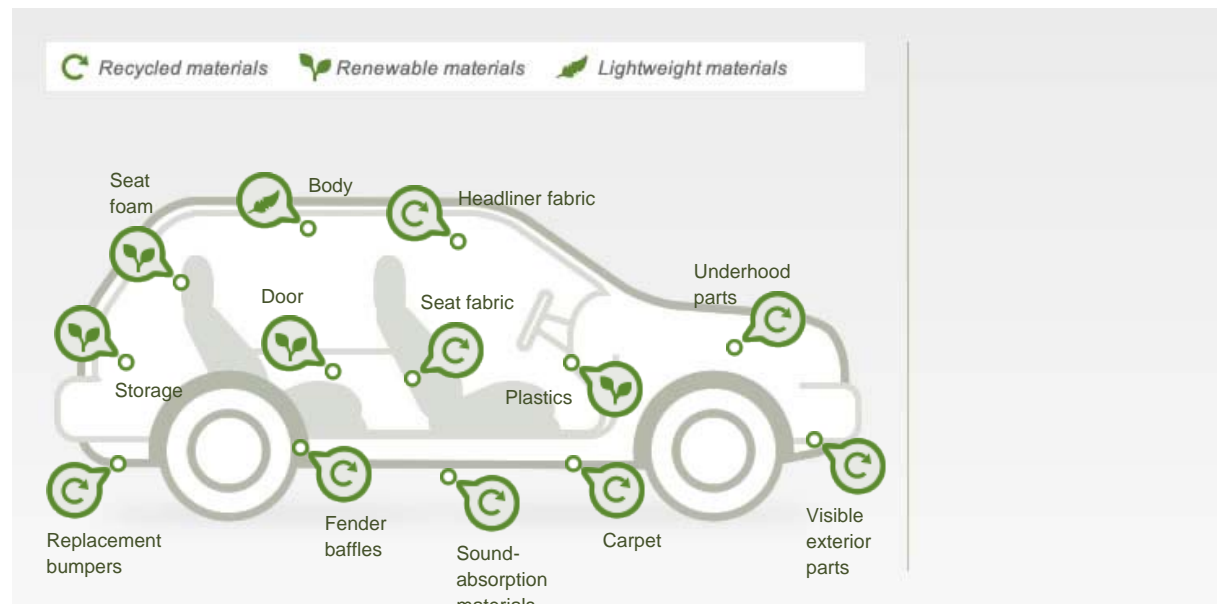 Recycled materials Renewable materials Lightweight materials
Seat
foam
Body
Headliner fabric
Underhood
parts
Door
Seat fabric
Storage
Plastics
Replacement
bumpers
Fender
baffles
Sound-
absorption
materials
Carpet
Visible
exterior
parts